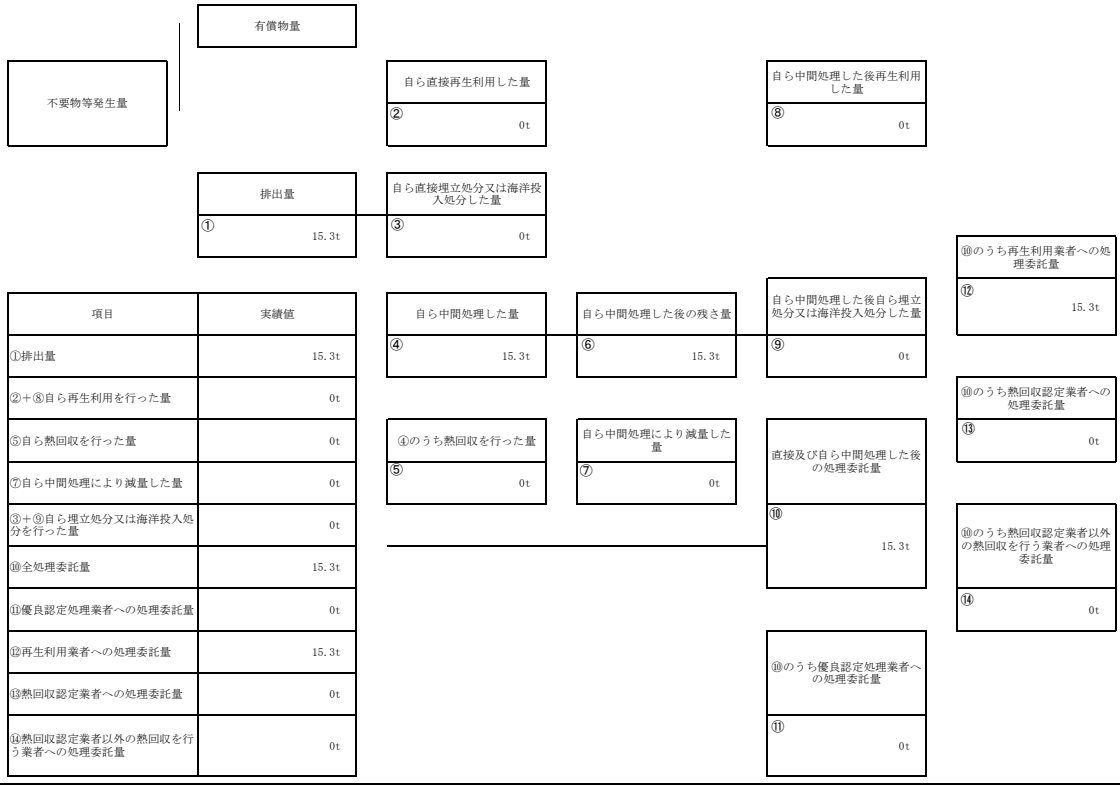 有償物量
不要物等発生量
自ら直接再生利用した量
②
0t
自ら中間処理した後再生利用
した量
⑧
0t
排出量
①
15.3t
自ら直接埋立処分又は海洋投
入処分した量
③
0t
⑩のうち再生利用業者への処
理委託量
⑫
15.3t
自ら中間処理した量
④
15.3t
自ら中間処理した後の残さ量
⑥
15.3t
自ら中間処理した後自ら埋立
処分又は海洋投入処分した量
⑨
0t
⑩のうち熱回収認定業者への
処理委託量
⑬
0t
④のうち熱回収を行った量
⑤
0t
自ら中間処理により減量した
量
⑦
0t
直接及び自ら中間処理した後
の処理委託量
⑩
15.3t
⑩のうち熱回収認定業者以外
の熱回収を行う業者への処理
委託量
⑭
0t
⑩のうち優良認定処理業者へ
の処理委託量
⑪
0t
項目 実績値
①排出量 15.3t
②+⑧自ら再生利用を行った量 0t
⑤自ら熱回収を行った量 0t
⑦自ら中間処理により減量した量 0t
③+⑨自ら埋立処分又は海洋投入処
分を行った量 0t
⑩全処理委託量 15.3t
⑪優良認定処理業者への処理委託量 0t
⑫再生利用業者への処理委託量 15.3t
⑬熱回収認定業者への処理委託量 0t
⑭熱回収認定業者以外の熱回収を行
う業者への処理委託量 0t